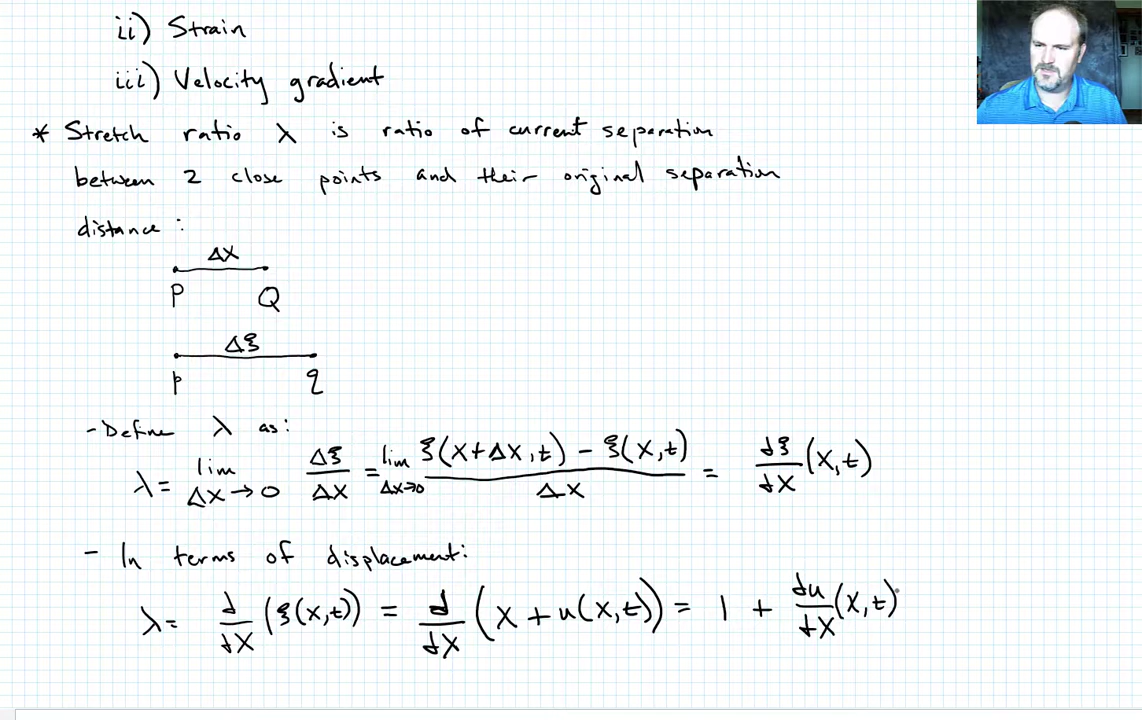 ii) Strain
iii) Velocity gradient
* Stretch ratio λ is ratio of current separation
between 2 close points and their original separation
distance :
ΔX
P Q
Δξ
p q
- Define λ as:
λ = lim ΔX→0 Δξ/ΔX = lim ΔX→0 (ξ(X+ΔX,t) - ξ(X,t))/ΔX = dξ/dX (X,t)
- In terms of displacement:
λ = d/dX (ξ(X,t)) = d/dX (X + u(X,t)) = 1 + du/dX (X,t)